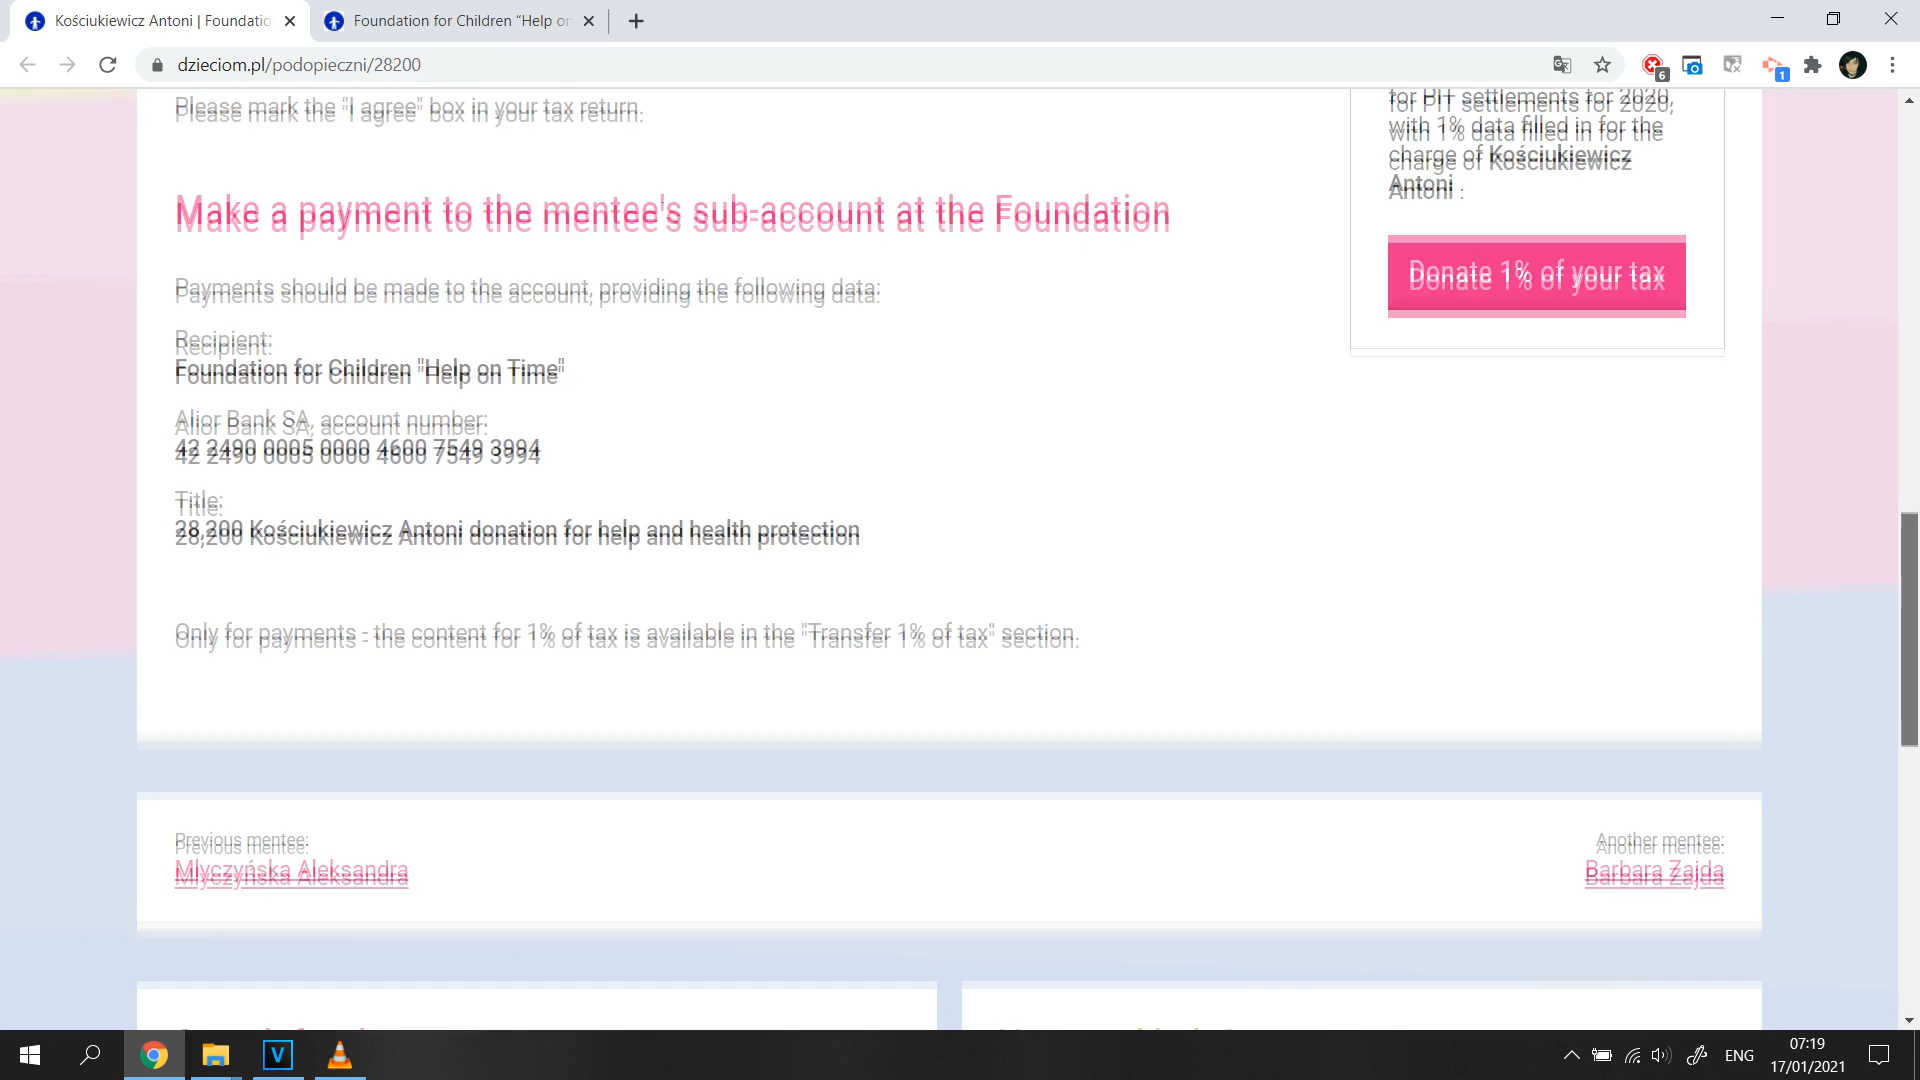 Kościukiewicz Antoni | Foundatio
Foundation for Children "Help on
dzieciom.pl/podopieczni/28200
6
1
Please mark the "I agree" box in your tax return.
for PIT settlements for 2020,
with 1% data filled in for the
charge of Kościukiewicz
Antoni .
Donate 1% of your tax
Make a payment to the mentee's sub-account at the Foundation
Payments should be made to the account, providing the following data:
Recipient:
Foundation for Children "Help on Time"
Alior Bank SA, account number:
42 2490 0005 0000 4600 7549 3994
Title:
28,200 Kościukiewicz Antoni donation for help and health protection
Only for payments - the content for 1% of tax is available in the "Transfer 1% of tax" section.
Previous mentee:
Mlyczyńska Aleksandra
Another mentee:
Barbara Zajda
V
ENG
07:19
17/01/2021